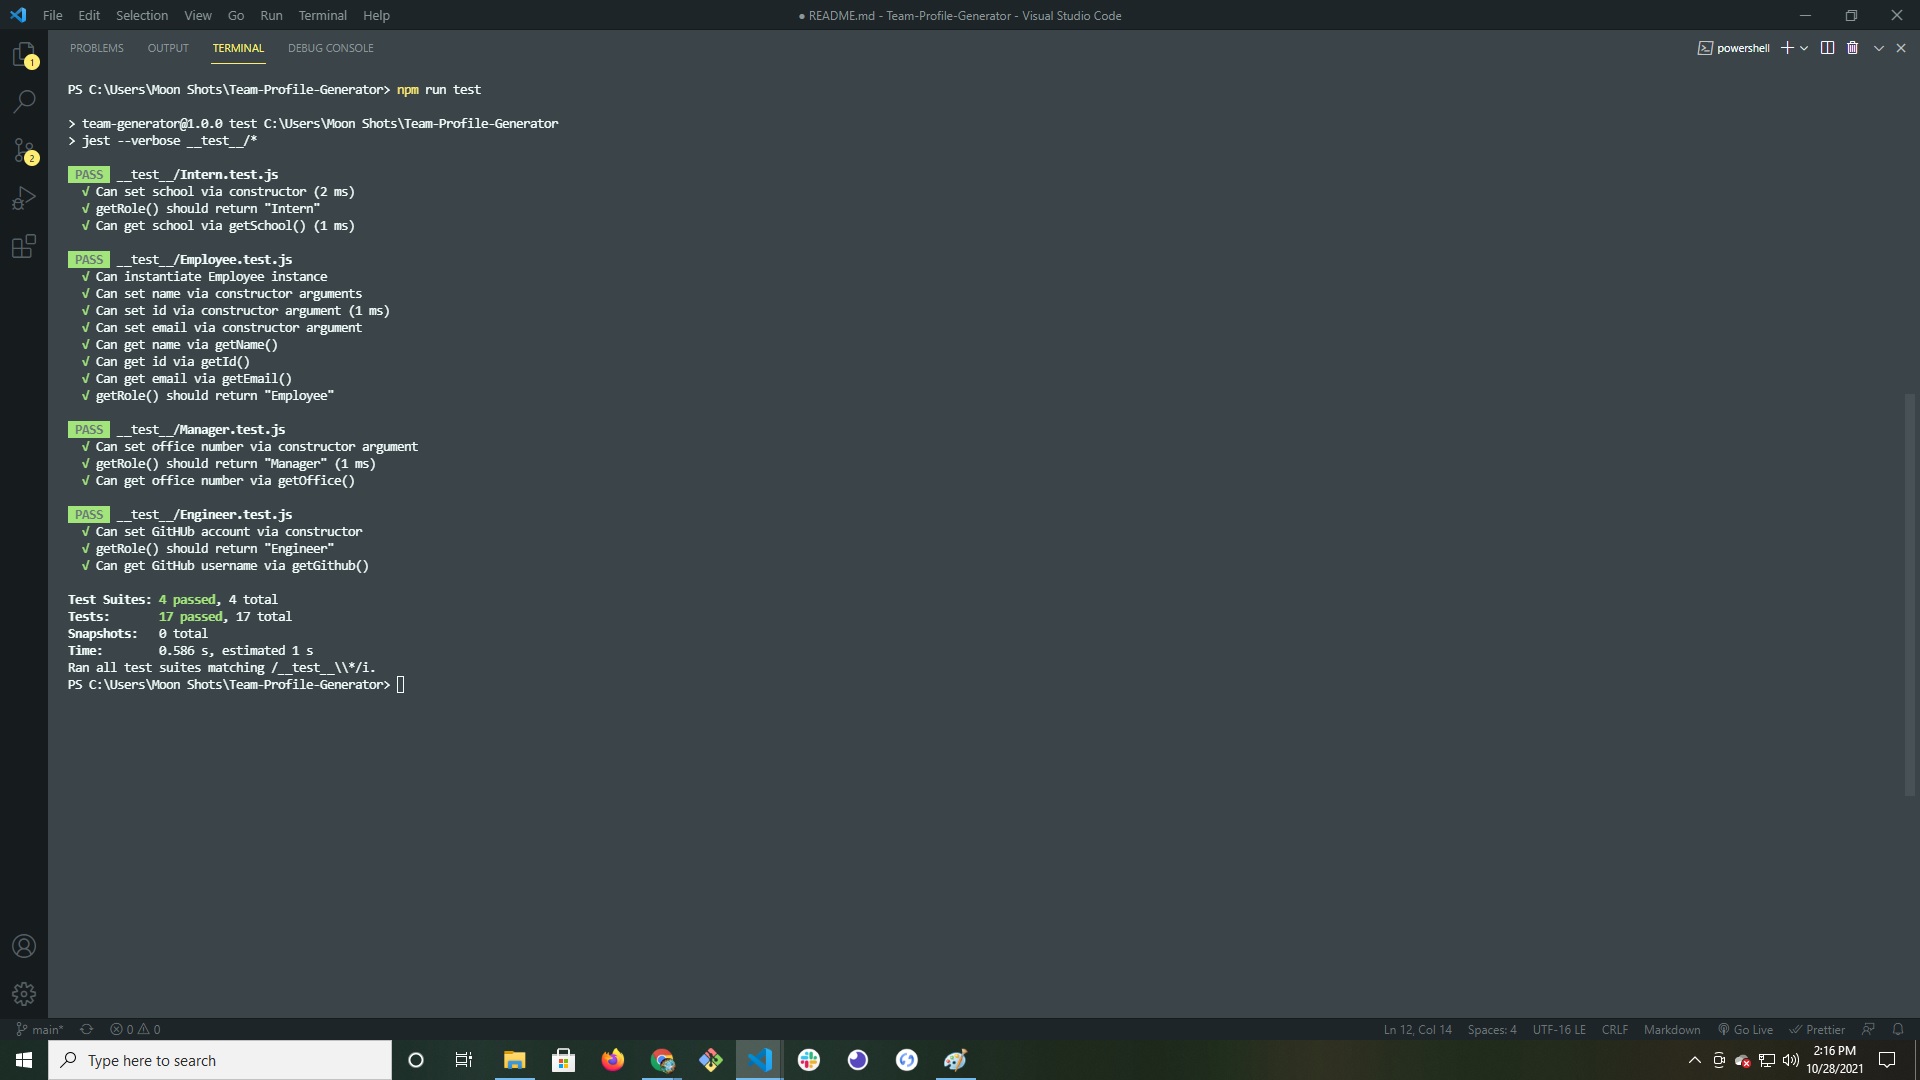 File Edit Selection View Go Run Terminal Help ● README.md - Team-Profile-Generator - Visual Studio Code
PROBLEMS OUTPUT TERMINAL DEBUG CONSOLE powershell
1
2
PS C:\Users\Moon Shots\Team-Profile-Generator> npm run test
> team-generator@1.0.0 test C:\Users\Moon Shots\Team-Profile-Generator
> jest --verbose __test__/*
PASS __test__/Intern.test.js
√ Can set school via constructor (2 ms)
√ getRole() should return "Intern"
√ Can get school via getSchool() (1 ms)
PASS __test__/Employee.test.js
√ Can instantiate Employee instance
√ Can set name via constructor arguments
√ Can set id via constructor argument (1 ms)
√ Can set email via constructor argument
√ Can get name via getName()
√ Can get id via getId()
√ Can get email via getEmail()
√ getRole() should return "Employee"
PASS __test__/Manager.test.js
√ Can set office number via constructor argument
√ getRole() should return "Manager" (1 ms)
√ Can get office number via getOffice()
PASS __test__/Engineer.test.js
√ Can set GitHUb account via constructor
√ getRole() should return "Engineer"
√ Can get GitHub username via getGithub()
Test Suites: 4 passed, 4 total
Tests: 17 passed, 17 total
Snapshots: 0 total
Time: 0.586 s, estimated 1 s
Ran all test suites matching /__test__\\*/i.
PS C:\Users\Moon Shots\Team-Profile-Generator>
main* 0 0 Ln 12, Col 14 Spaces: 4 UTF-16 LE CRLF Markdown Go Live Prettier
Type here to search
2:16 PM
10/28/2021